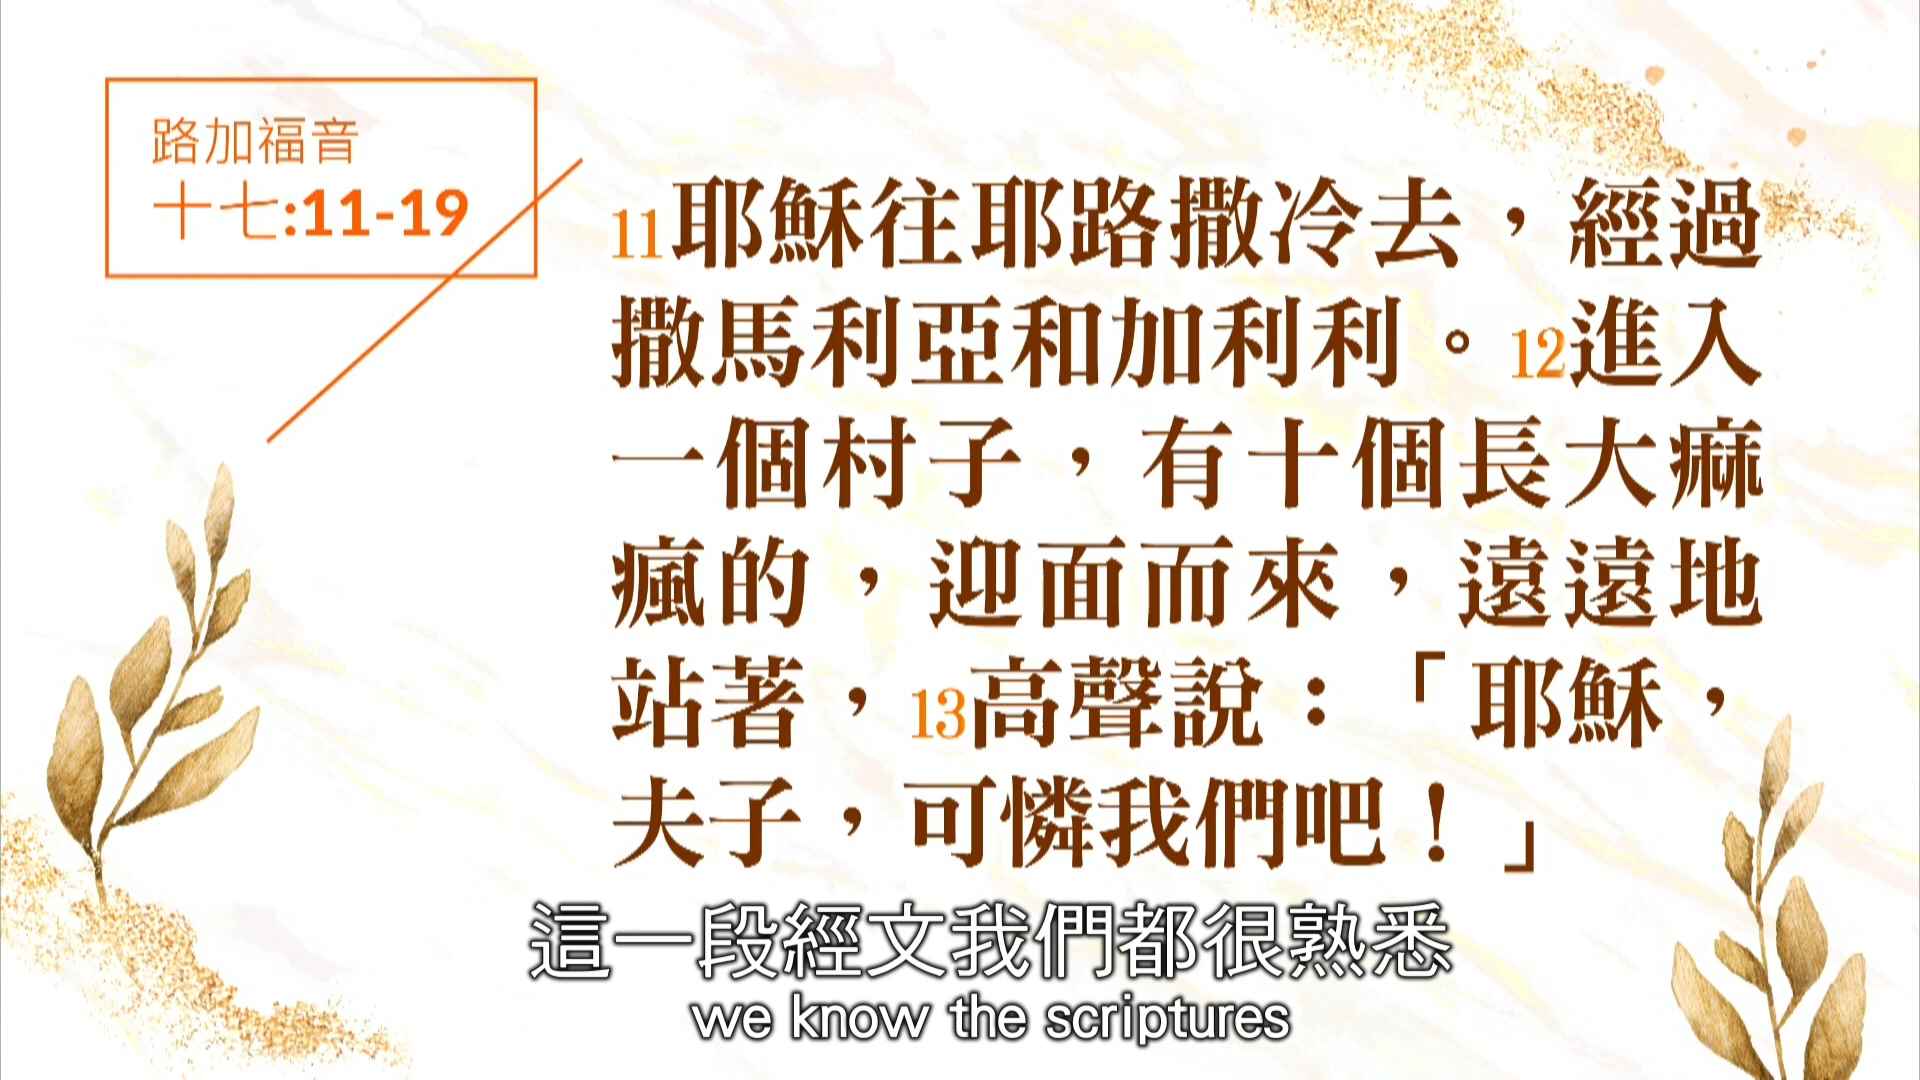 路加福音
十七:11-19
11耶穌往耶路撒冷去，經過
撒馬利亞和加利利。12進入
一個村子，有十個長大痲
瘋的，迎面而來，遠遠地
站著，13高聲說：「耶穌，
夫子，可憐我們吧！」
這一段經文我們都很熟悉
we know the scriptures